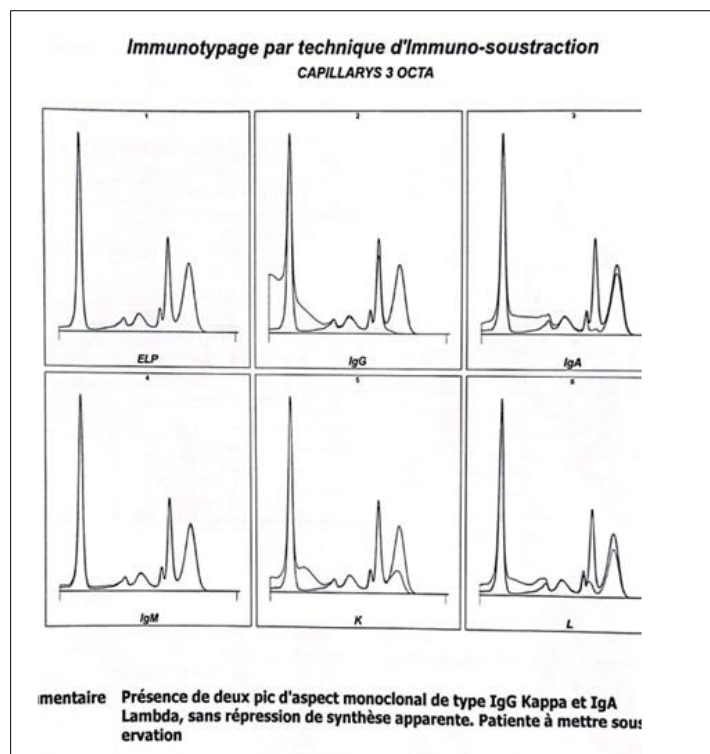 Immunotypage par technique d'Immuno-soustraction
CAPILLARYS 3 OCTA
1
2
3
ELP
IgG
IgA
4
5
6
IgM
K
L
mentaire Présence de deux pic d'aspect monoclonal de type IgG Kappa et IgA
Lambda, sans répression de synthèse apparente. Patiente à mettre sous
ervation